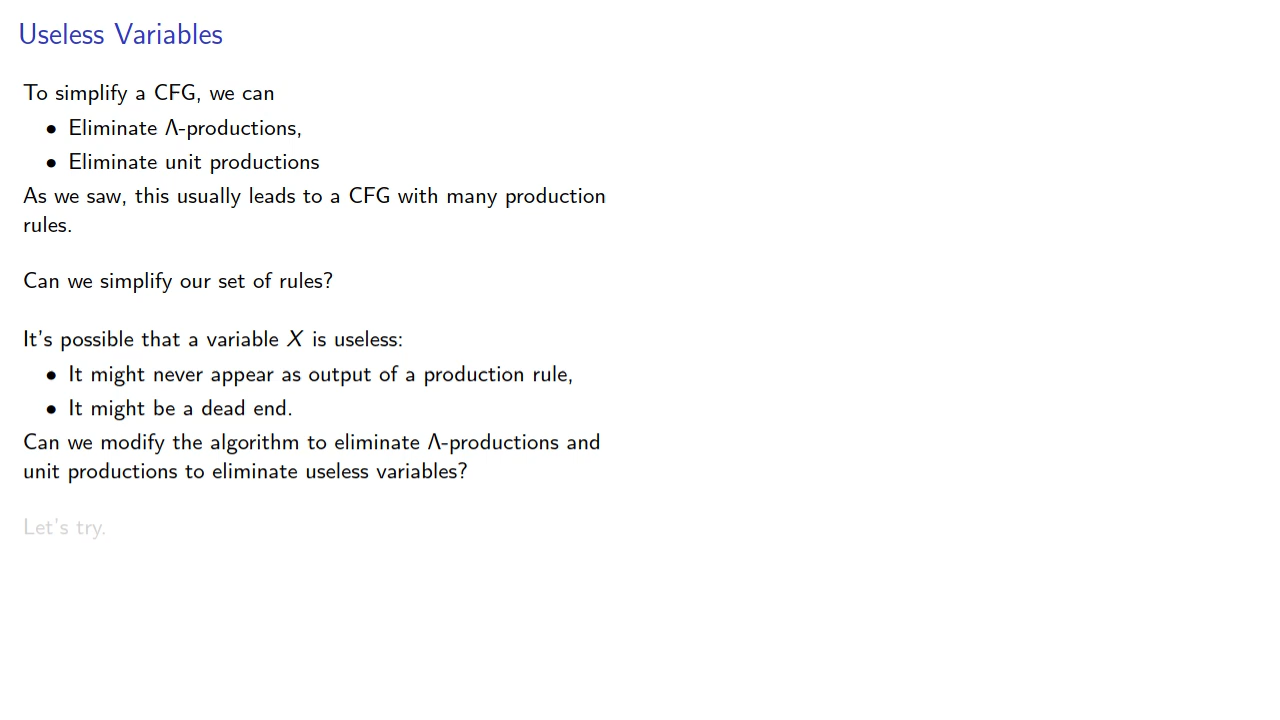 Useless Variables
To simplify a CFG, we can
• Eliminate Λ-productions,
• Eliminate unit productions
As we saw, this usually leads to a CFG with many production
rules.
Can we simplify our set of rules?
It's possible that a variable X is useless:
• It might never appear as output of a production rule,
• It might be a dead end.
Can we modify the algorithm to eliminate Λ-productions and
unit productions to eliminate useless variables?
Let's try.